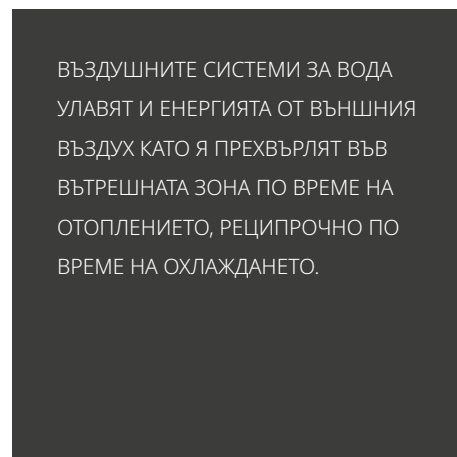 ВЪЗДУШНИТЕ СИСТЕМИ ЗА ВОДА
УЛАВЯТ И ЕНЕРГИЯТА ОТ ВЪНШНИЯ
ВЪЗДУХ КАТО Я ПРЕХВЪРЛЯТ ВЪВ
ВЪТРЕШНАТА ЗОНА ПО ВРЕМЕ НА
ОТОПЛЕНИЕТО, РЕЦИПРОЧНО ПО
ВРЕМЕ НА ОХЛАЖДАНЕТО.